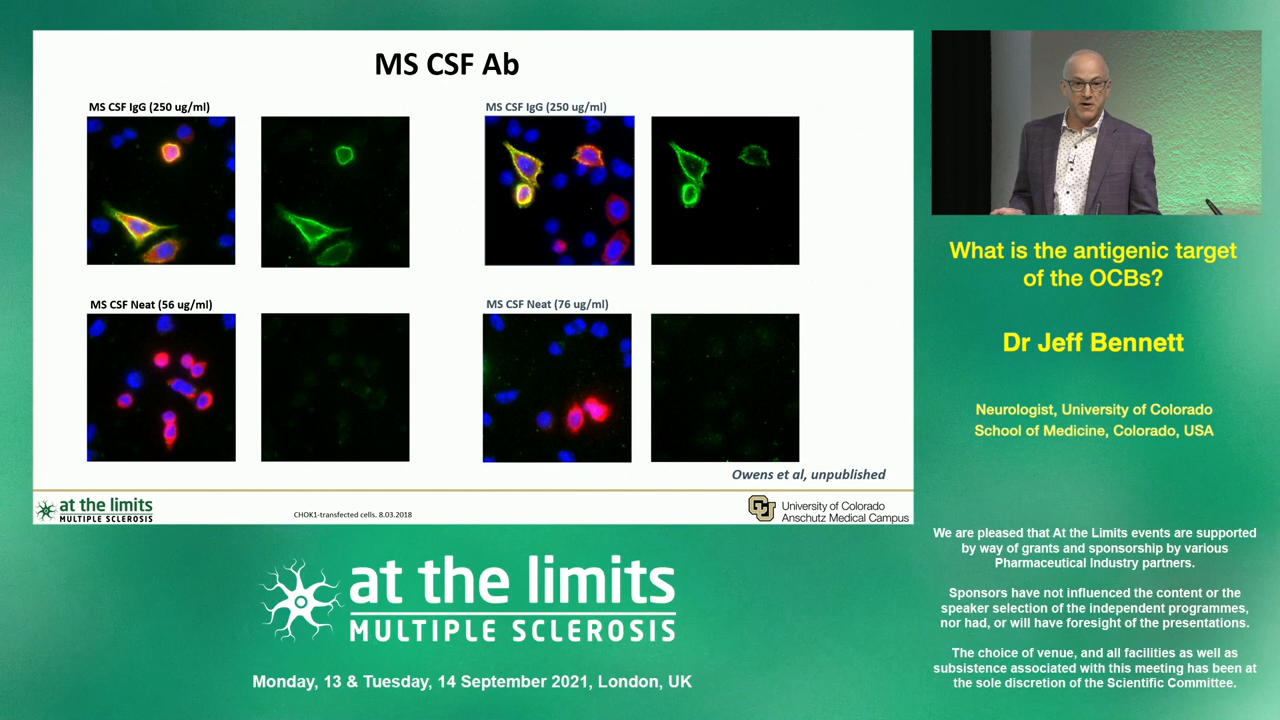 MS CSF Ab
MS CSF IgG (250 ug/ml)
MS CSF IgG (250 ug/ml)
MS CSF Neat (56 ug/ml)
MS CSF Neat (76 ug/ml)
Owens et al, unpublished
at the limits
MULTIPLE SCLEROSIS
CHOK1-transfected cells. 8.03.2018
CU
University of Colorado
Anschutz Medical Campus
What is the antigenic target
of the OCBs?
Dr Jeff Bennett
Neurologist, University of Colorado
School of Medicine, Colorado, USA
We are pleased that At the Limits events are supported
by way of grants and sponsorship by various
Pharmaceutical Industry partners.
Sponsors have not influenced the content or the
speaker selection of the independent programmes,
nor had, or will have foresight of the presentations.
The choice of venue, and all facilities as well as
subsistence associated with this meeting has been at
the sole discretion of the Scientific Committee.
at the limits
MULTIPLE SCLEROSIS
Monday, 13 & Tuesday, 14 September 2021, London, UK